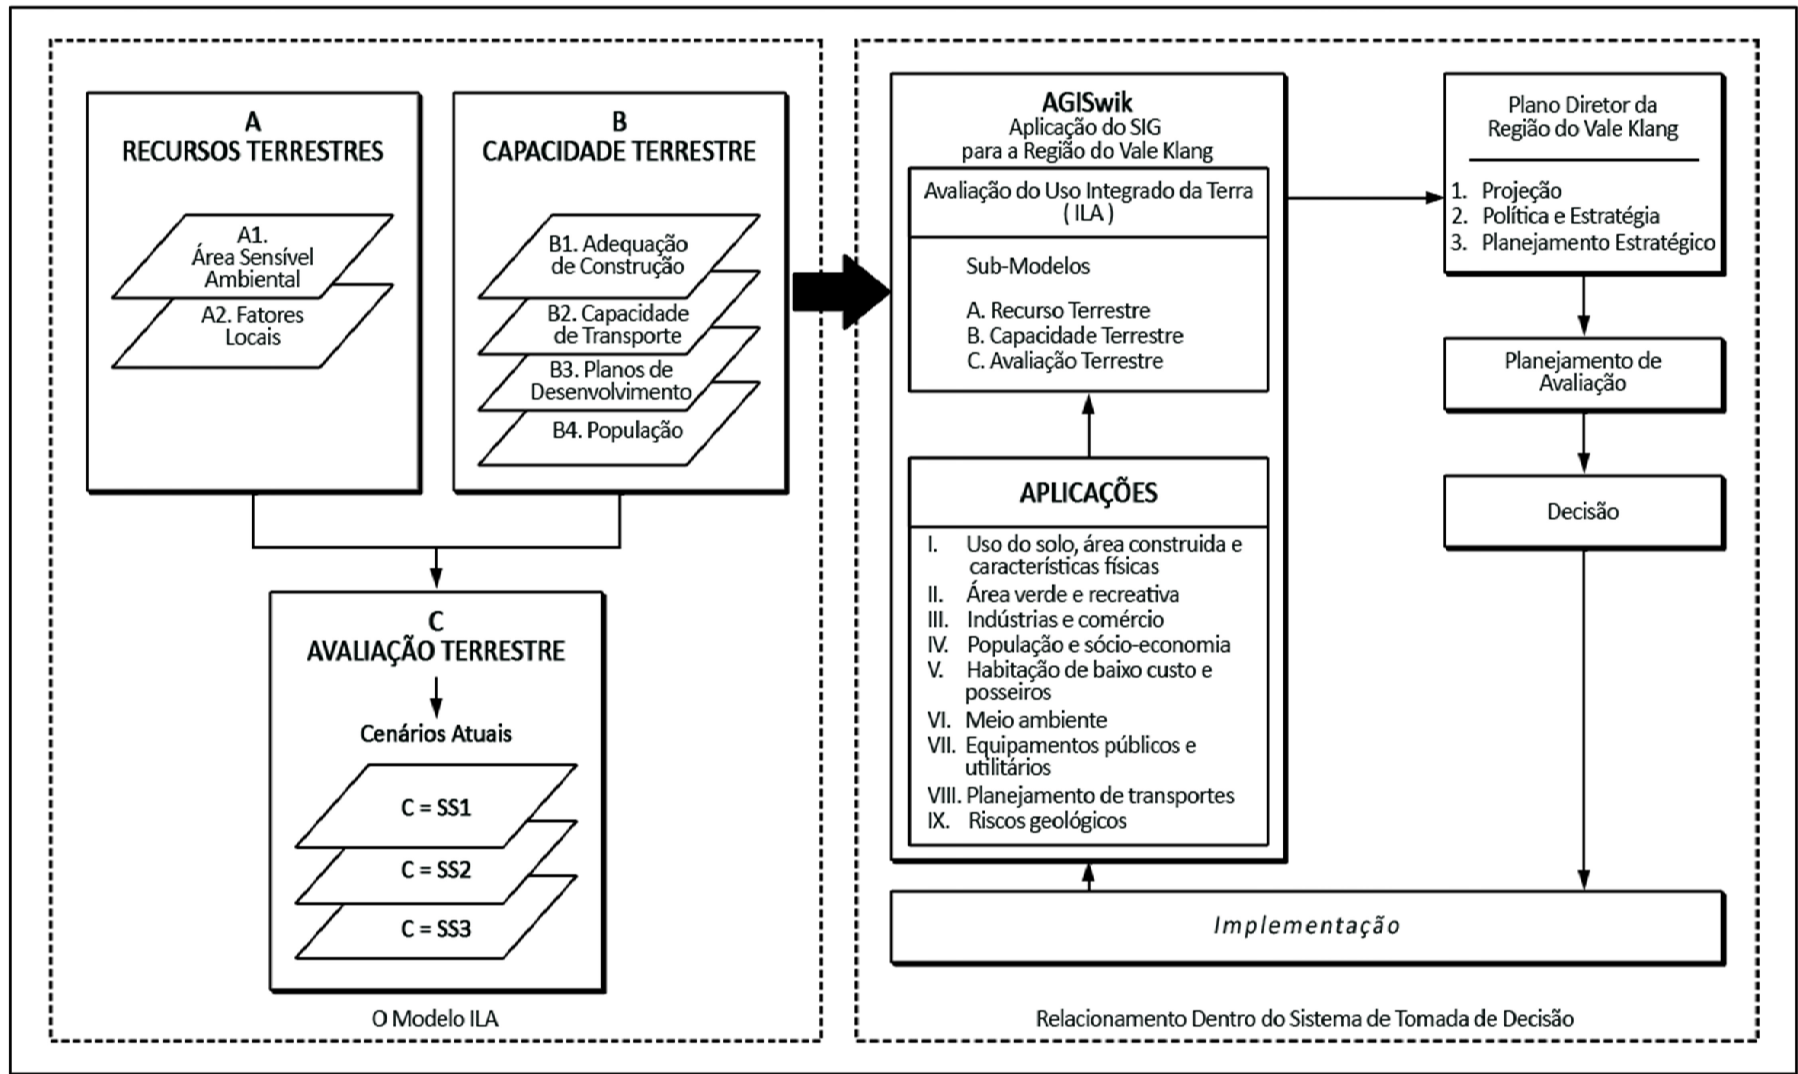 A
RECURSOS TERRESTRES
A1.
Área Sensível
Ambiental
A2. Fatores
Locais
B
CAPACIDADE TERRESTRE
B1. Adequação
de Construção
B2. Capacidade
de Transporte
B3. Planos de
Desenvolvimento
B4. População
C
AVALIAÇÃO TERRESTRE
Cenários Atuais
C = SS1
C = SS2
C = SS3
O Modelo ILA
AGISwik
Aplicação do SIG
para a Região do Vale Klang
Avaliação do Uso Integrado da Terra
( ILA )
Sub-Modelos
A. Recurso Terrestre
B. Capacidade Terrestre
C. Avaliação Terrestre
APLICAÇÕES
I. Uso do solo, área construida e
características físicas
II. Área verde e recreativa
III. Indústrias e comércio
IV. População e sócio-economia
V. Habitação de baixo custo e
posseiros
VI. Meio ambiente
VII. Equipamentos públicos e
utilitários
VIII. Planejamento de transportes
IX. Riscos geológicos
Plano Diretor da
Região do Vale Klang
1. Projeção
2. Política e Estratégia
3. Planejamento Estratégico
Planejamento de
Avaliação
Decisão
Implementação
Relacionamento Dentro do Sistema de Tomada de Decisão